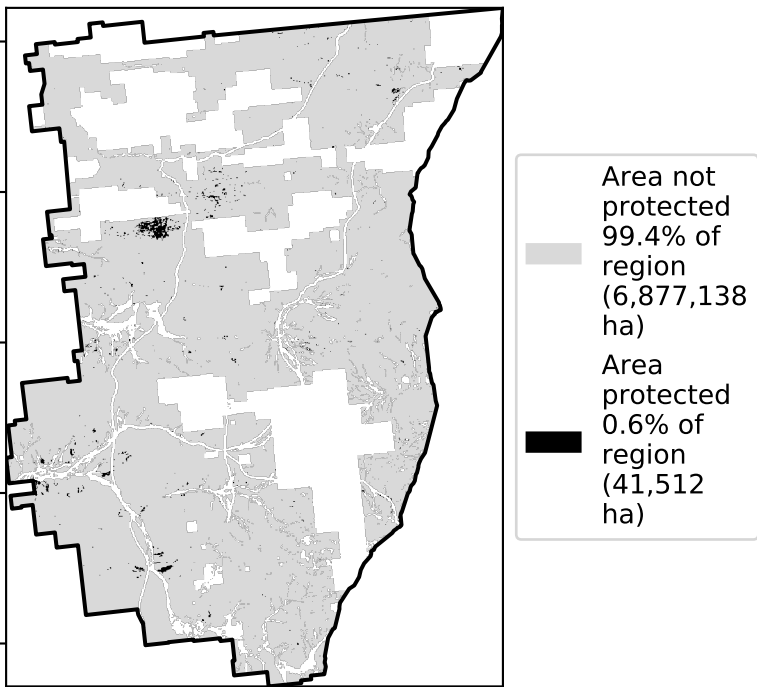 Area not
protected
99.4% of
region
(6,877,138
ha)
Area
protected
0.6% of
region
(41,512
ha)